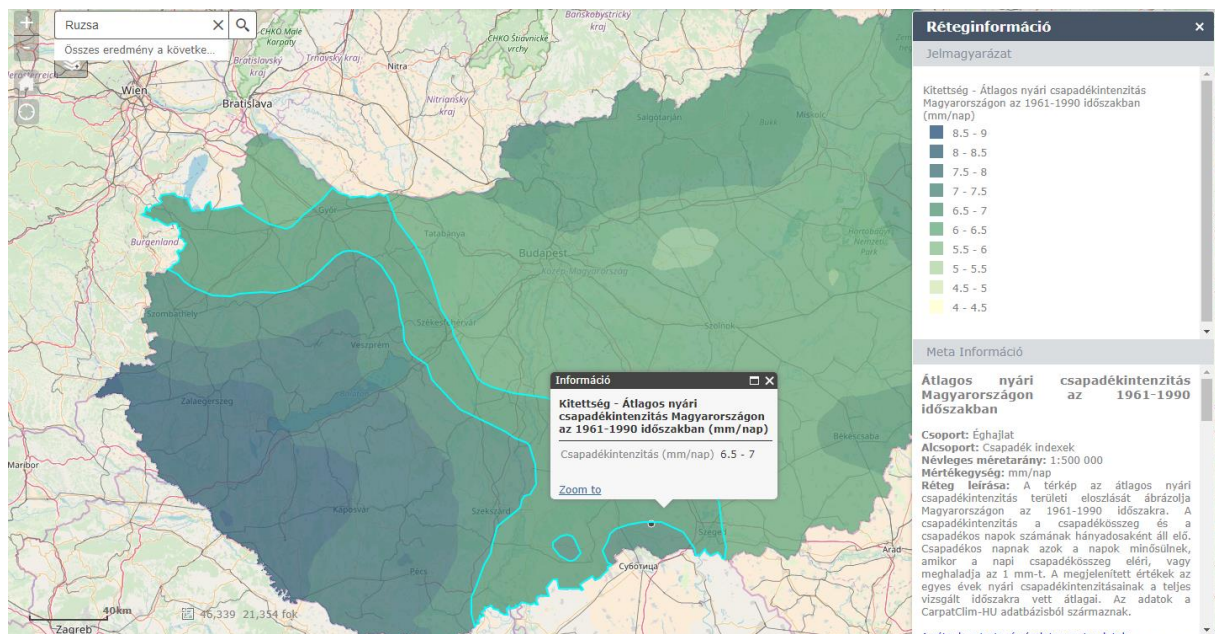 Ruzsa
Összes eredmény a követke...
CHKO Malé
Karpaty
CHKO Štiavnické
vrchy
Banskobystrický
kraj
Bratislavský
kraj
Trnavský kraj
Nitra
Nitriansky
kraj
Wien
Bratislava
Salgótarján
Bükk
Miskolc
Győr
Tatabánya
Burgenland
Budapest
Közép-Magyarország
Hortobágyi
Nemzeti
Park
Szombathely
Székesfehérvár
Veszprém
Szolnok
Zalaegerszeg
Békéscsaba
Maribor
Kaposvár
Szekszárd
Szeged
Pécs
Суботица
Arad
Zagreb
40km
46,339 21,354 fok
Információ
Kitettség - Átlagos nyári
csapadékintenzitás Magyarországon
az 1961-1990 időszakban (mm/nap)
Csapadékintenzitás (mm/nap) 6.5 - 7
Zoom to
Réteginformáció
Jelmagyarázat
Kitettség - Átlagos nyári csapadékintenzitás
Magyarországon az 1961-1990 időszakban
(mm/nap)
8.5 - 9
8 - 8.5
7.5 - 8
7 - 7.5
6.5 - 7
6 - 6.5
5.5 - 6
5 - 5.5
4.5 - 5
4 - 4.5
Meta Információ
Átlagos nyári csapadékintenzitás
Magyarországon az 1961-1990
időszakban
Csoport: Éghajlat
Alcsoport: Csapadék indexek
Névleges méretarány: 1:500 000
Mértékegység: mm/nap
Réteg leírása: A térkép az átlagos nyári
csapadékintenzitás területi eloszlását ábrázolja
Magyarországon az 1961-1990 időszakra. A
csapadékintenzitás a csapadékösszeg és a
csapadékos napok számának hányadosaként áll elő.
Csapadékos napnak azok a napok minősülnek,
amikor a napi csapadékösszeg eléri, vagy
meghaladja az 1 mm-t. A megjelenített értékek az
egyes évek nyári csapadékintenzitásainak a teljes
vizsgált időszakra vett átlagai. Az adatok a
CarpatClim-HU adatbázisból származnak.